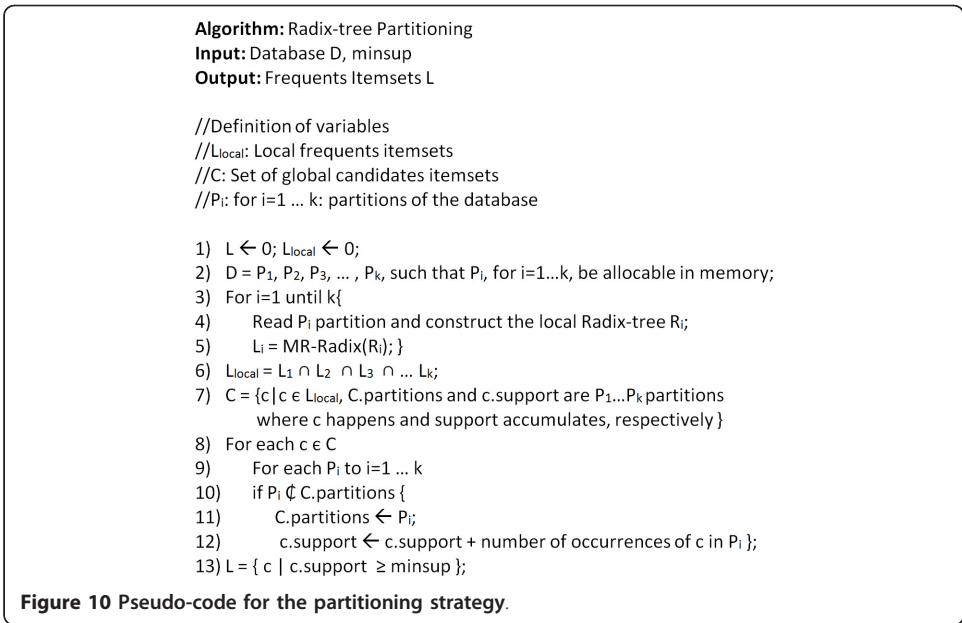 Algorithm: Radix-tree Partitioning
Input: Database D, minsup
Output: Frequents Itemsets L
//Definition of variables
//Llocal: Local frequents itemsets
//C: Set of global candidates itemsets
//Pi: for i=1 ... k: partitions of the database
1) L ← 0; Llocal ← 0;
2) D = P1, P2, P3, ... , Pk, such that Pi, for i=1...k, be allocable in memory;
3) For i=1 until k{
4) Read Pi partition and construct the local Radix-tree Ri;
5) Li = MR-Radix(Ri); }
6) Llocal = L1 ∩ L2 ∩ L3 ∩ ... Lk;
7) C = {c|c ϵ Llocal, C.partitions and c.support are P1...Pk partitions
where c happens and support accumulates, respectively }
8) For each c ϵ C
9) For each Pi to i=1 ... k
10) if Pi ⊄ C.partitions {
11) C.partitions ← Pi;
12) c.support ← c.support + number of occurrences of c in Pi };
13) L = { c | c.support ≥ minsup };
Figure 10 Pseudo-code for the partitioning strategy.